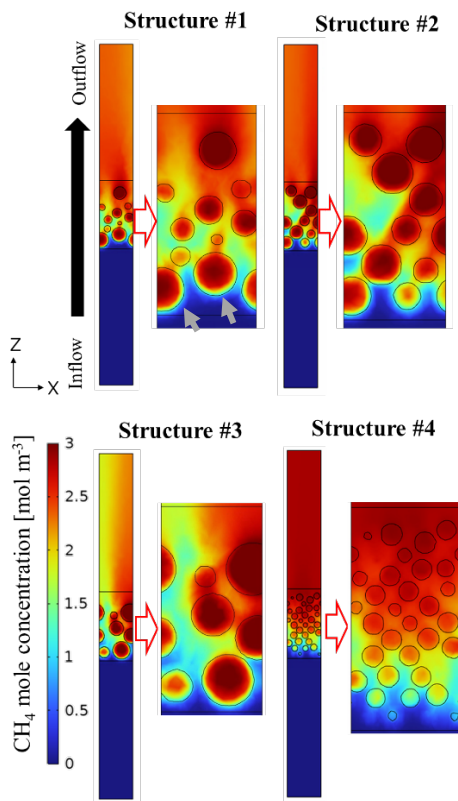 Structure #1
Structure #2
Outflow
Inflow
Z
X
Structure #3
Structure #4
CH₄ mole concentration [mol m⁻³]
3
2.5
2
1.5
1
0.5
0